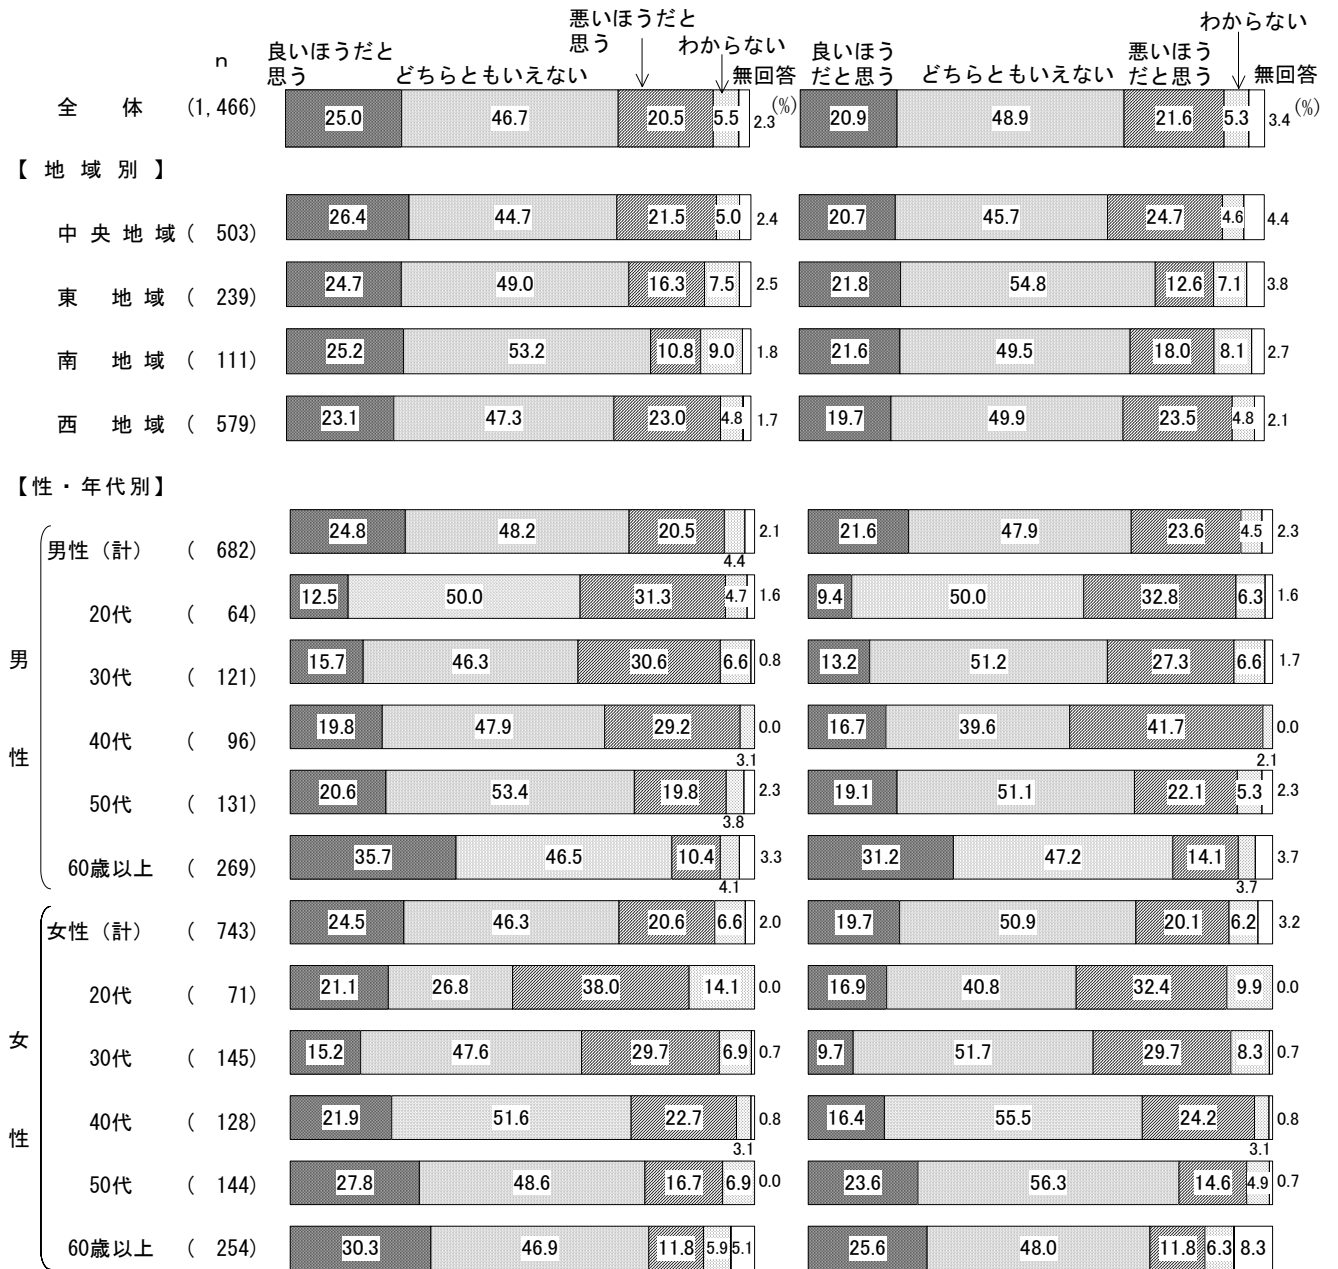 悪いほうだと
思う
わからない
わからない
良いほうだと
思う
どちらともいえない
無回答
良いほう
だと思う
どちらともいえない
悪いほう
だと思う
無回答
n
全　体 (1,466) 25.0 46.7 20.5 5.5 2.3 (%) 20.9 48.9 21.6 5.3 3.4 (%)
【 地 域 別 】
中 央 地 域 ( 503) 26.4 44.7 21.5 5.0 2.4 20.7 45.7 24.7 4.6 4.4
東　地 域 ( 239) 24.7 49.0 16.3 7.5 2.5 21.8 54.8 12.6 7.1 3.8
南　地 域 ( 111) 25.2 53.2 10.8 9.0 1.8 21.6 49.5 18.0 8.1 2.7
西　地 域 ( 579) 23.1 47.3 23.0 4.8 1.7 19.7 49.9 23.5 4.8 2.1
【性・年代別】
男性（計） ( 682) 24.8 48.2 20.5 4.4 2.1 21.6 47.9 23.6 4.5 2.3
20代 ( 64) 12.5 50.0 31.3 4.7 1.6 9.4 50.0 32.8 6.3 1.6
男
30代 ( 121) 15.7 46.3 30.6 6.6 0.8 13.2 51.2 27.3 6.6 1.7
40代 ( 96) 19.8 47.9 29.2 3.1 0.0 16.7 39.6 41.7 2.1 0.0
性
50代 ( 131) 20.6 53.4 19.8 3.8 2.3 19.1 51.1 22.1 5.3 2.3
60歳以上 ( 269) 35.7 46.5 10.4 4.1 3.3 31.2 47.2 14.1 3.7 3.7
女性（計） ( 743) 24.5 46.3 20.6 6.6 2.0 19.7 50.9 20.1 6.2 3.2
20代 ( 71) 21.1 26.8 38.0 14.1 0.0 16.9 40.8 32.4 9.9 0.0
女
30代 ( 145) 15.2 47.6 29.7 6.9 0.7 9.7 51.7 29.7 8.3 0.7
40代 ( 128) 21.9 51.6 22.7 3.1 0.8 16.4 55.5 24.2 3.1 0.8
性
50代 ( 144) 27.8 48.6 16.7 6.9 0.0 23.6 56.3 14.6 4.9 0.7
60歳以上 ( 254) 30.3 46.9 11.8 5.9 5.1 25.6 48.0 11.8 6.3 8.3